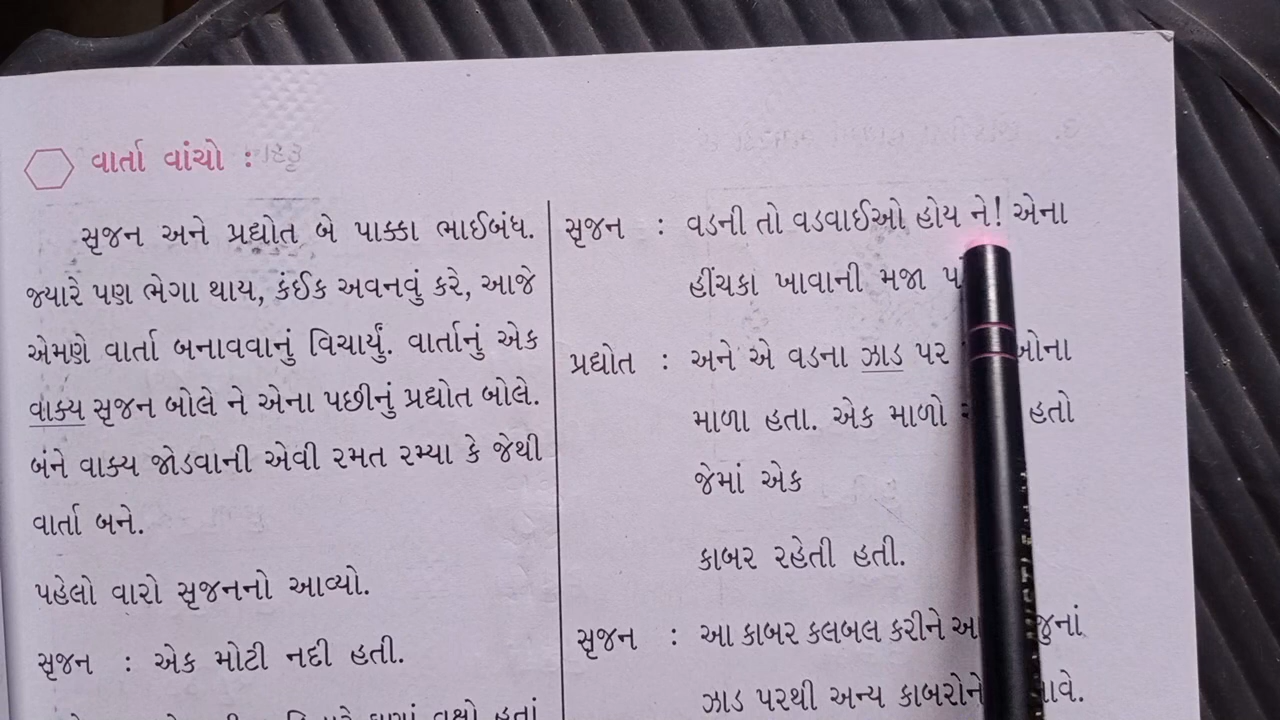 વાર્તા વાંચો :
સૃજન અને પ્રદ્યોત બે પાક્કા ભાઈબંધ.
જ્યારે પણ ભેગા થાય, કંઈક અવનવું કરે, આજે
એમણે વાર્તા બનાવવાનું વિચાર્યું. વાર્તાનું એક
વાક્ય સૃજન બોલે ને એના પછીનું પ્રદ્યોત બોલે.
બંને વાક્ય જોડવાની એવી રમત રમ્યા કે જેથી
વાર્તા બને.
પહેલો વારો સૃજનનો આવ્યો.
સૃજન : એક મોટી નદી હતી.
ઘણાં વૃક્ષો હતાં
સૃજન : વડની તો વડવાઈઓ હોય ને! એના
હીંચકા ખાવાની મજા
પ્રદ્યોત : અને એ વડના ઝાડ પર
માળા હતા. એક માળો હતો
જેમાં એક
કાબર રહેતી હતી.
સૃજન : આ કાબર કલબલ કરીને
ઝાડ પરથી અન્ય કાબરોને